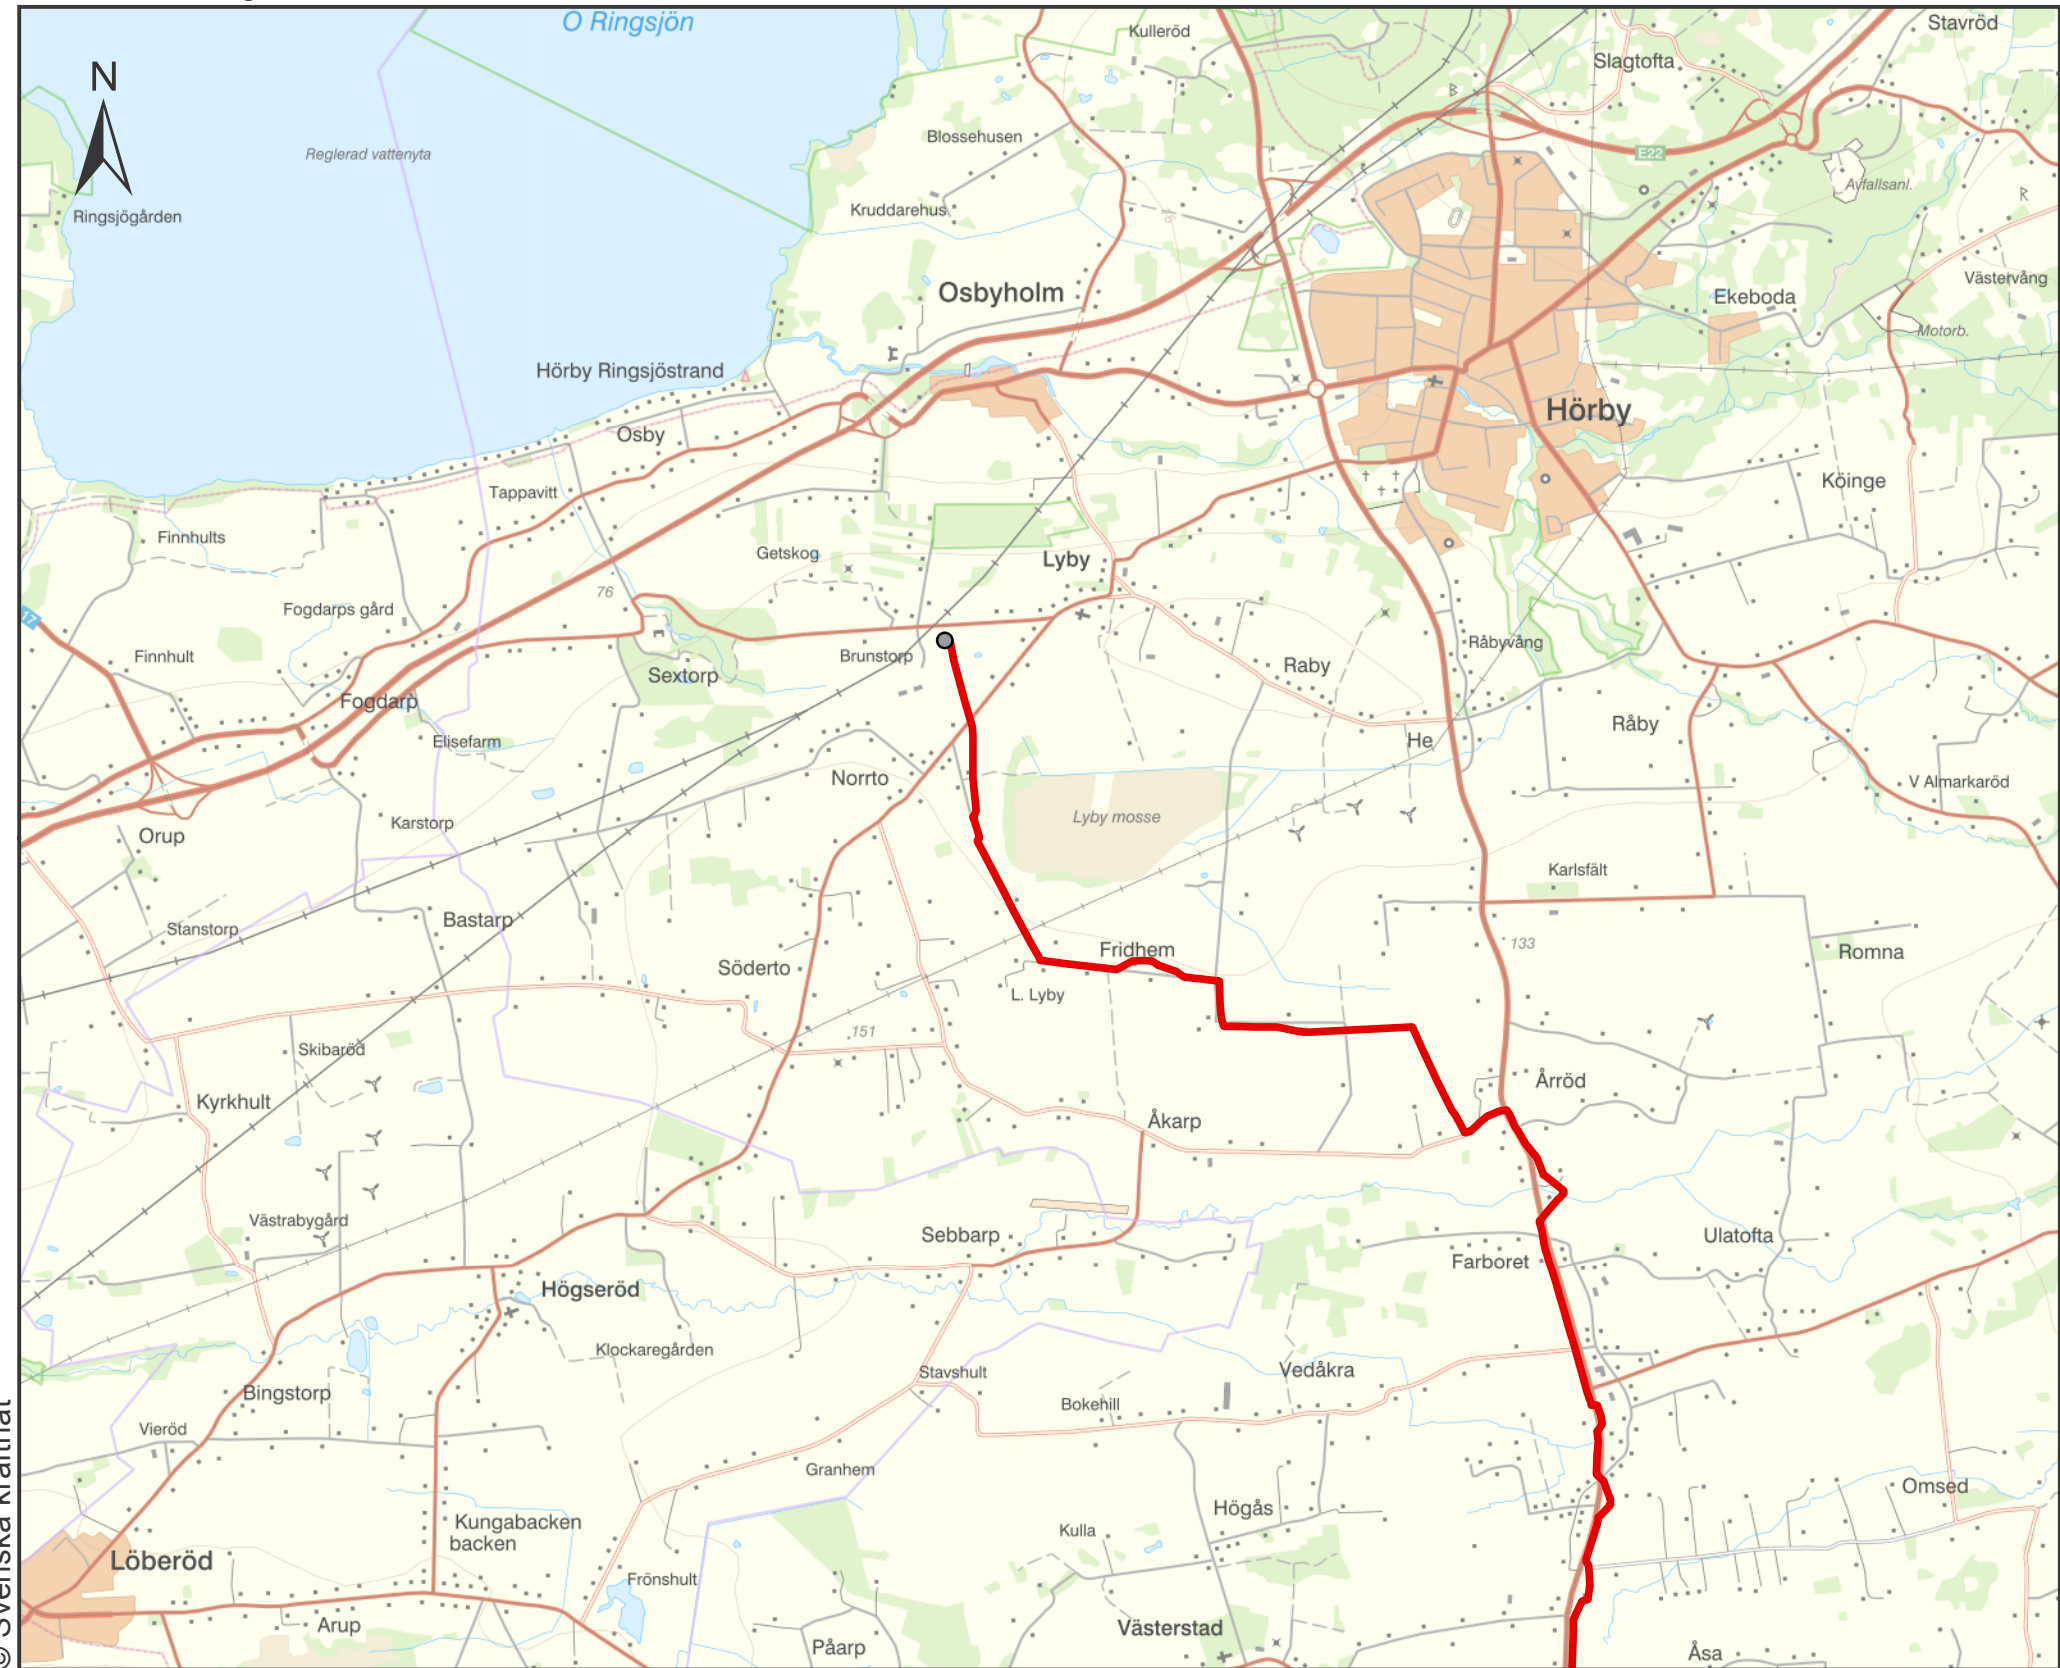 O Ringsjön
Kulleröd
Stavröd
Slagtofta
N
Reglerad vattenyta
Blossehusen
E22
Avfallsanl.
Ringsjögården
Kruddarehus
Västervång
Osbyholm
Ekeboda
Motorb.
Hörby Ringsjöstrand
Hörby
Osby
Tappavitt
Köinge
Finnhults
Getskog
Lyby
76
Fogdarps gård
17
Finnhult
Brunstorp
Råbyvång
Sextorp
Raby
Fogdarp
Råby
Elisefarm
He
Norrto
V Almarkaröd
Karstorp
Lyby mosse
Orup
Karlsfält
Bastarp
Stanstorp
133
Fridhem
Romna
Söderto
L. Lyby
151
Skibaröd
Årröd
Kyrkhult
Åkarp
Västrabygård
Sebbarp
Ulatofta
Farboret
Högseröd
Klockaregården
Stavshult
Vedåkra
Bingstorp
Bokehill
Vieröd
Granhem
Omsed
Högås
Kungabacken
backen
Kulla
Löberöd
Frönshult
Arup
Västerstad
Påarp
Åsa
© Svenska kraftnät